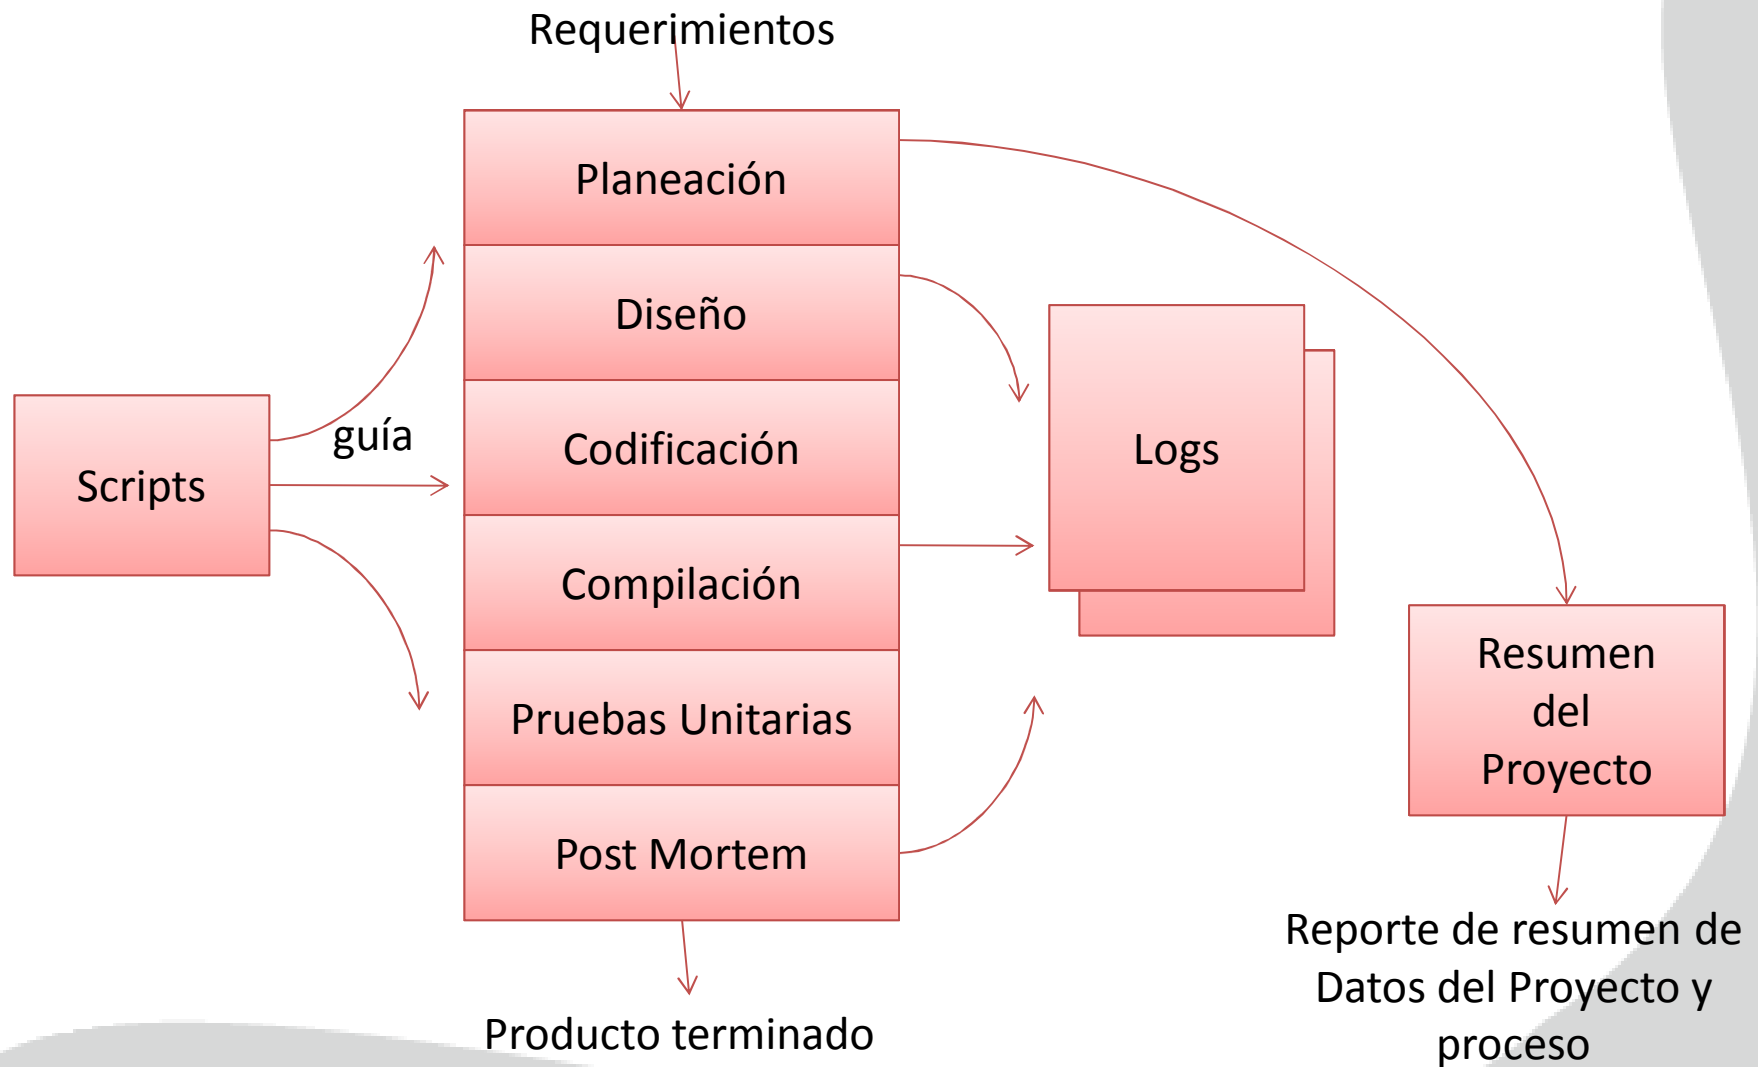 Requerimientos
Planeación
Diseño
Codificación
Compilación
Pruebas Unitarias
Post Mortem
Producto terminado
Scripts
guía
Logs
Resumen
del
Proyecto
Reporte de resumen de
Datos del Proyecto y
proceso